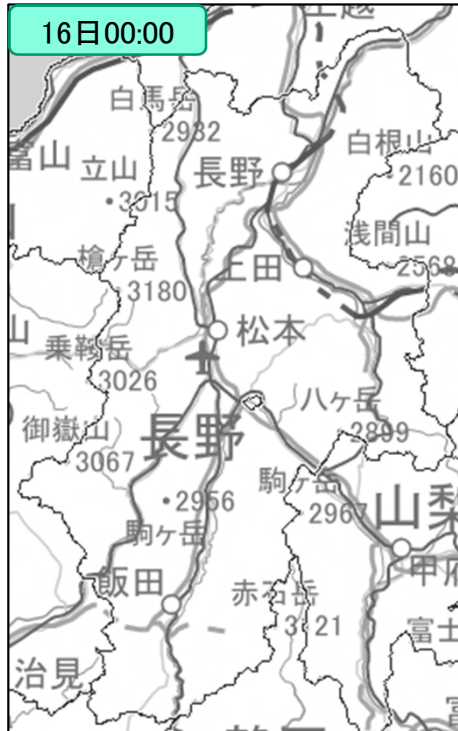 16日00:00
白馬岳
2932
富山
立山
3015
長野
白根山
2160
浅間山
2568
槍ヶ岳
3180
上田
松本
乗鞍岳
3026
八ヶ岳
2899
御嶽山
3067
長野
駒ヶ岳
2967
2956
駒ヶ岳
山梨
甲府
飯田
赤石岳
3121
富士
治見